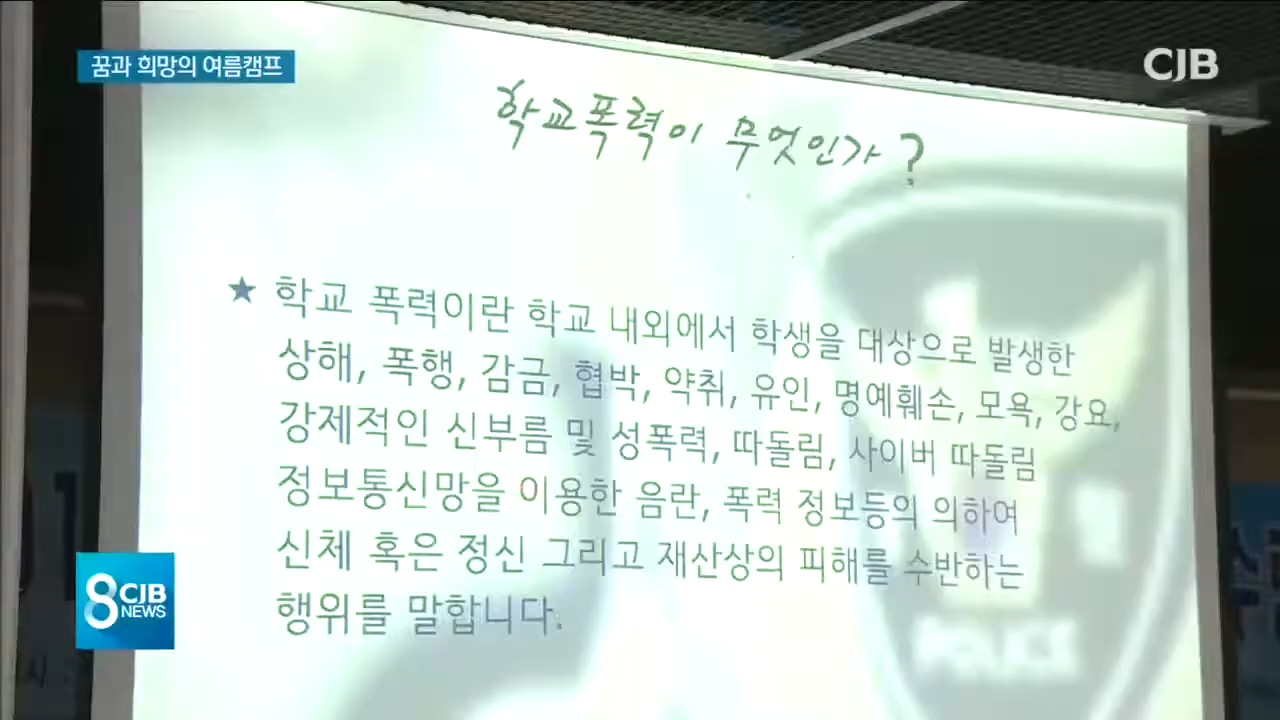 꿈과 희망의 여름캠프
CJB
학교폭력이 무엇인가?
★ 학교 폭력이란 학교 내외에서 학생을 대상으로 발생한
상해, 폭행, 감금, 협박, 약취, 유인, 명예훼손, 모욕, 강요,
강제적인 신부름 및 성폭력, 따돌림, 사이버 따돌림
정보통신망을 이용한 음란, 폭력 정보등의 의하여
신체 혹은 정신 그리고 재산상의 피해를 수반하는
행위를 말합니다.
POLICE
8 CJB
NEWS